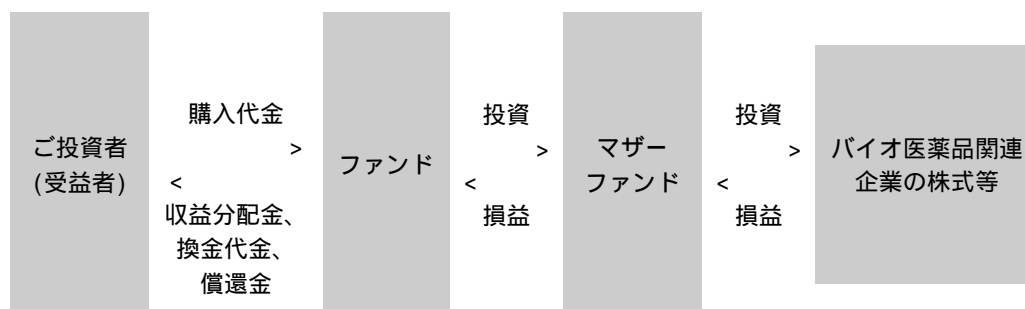 ご投資者
(受益者)
購入代金
>
<
収益分配金、
換金代金、
償還金
ファンド
投資
>
<
損益
マザー
ファンド
投資
>
<
損益
バイオ医薬品関連
企業の株式等